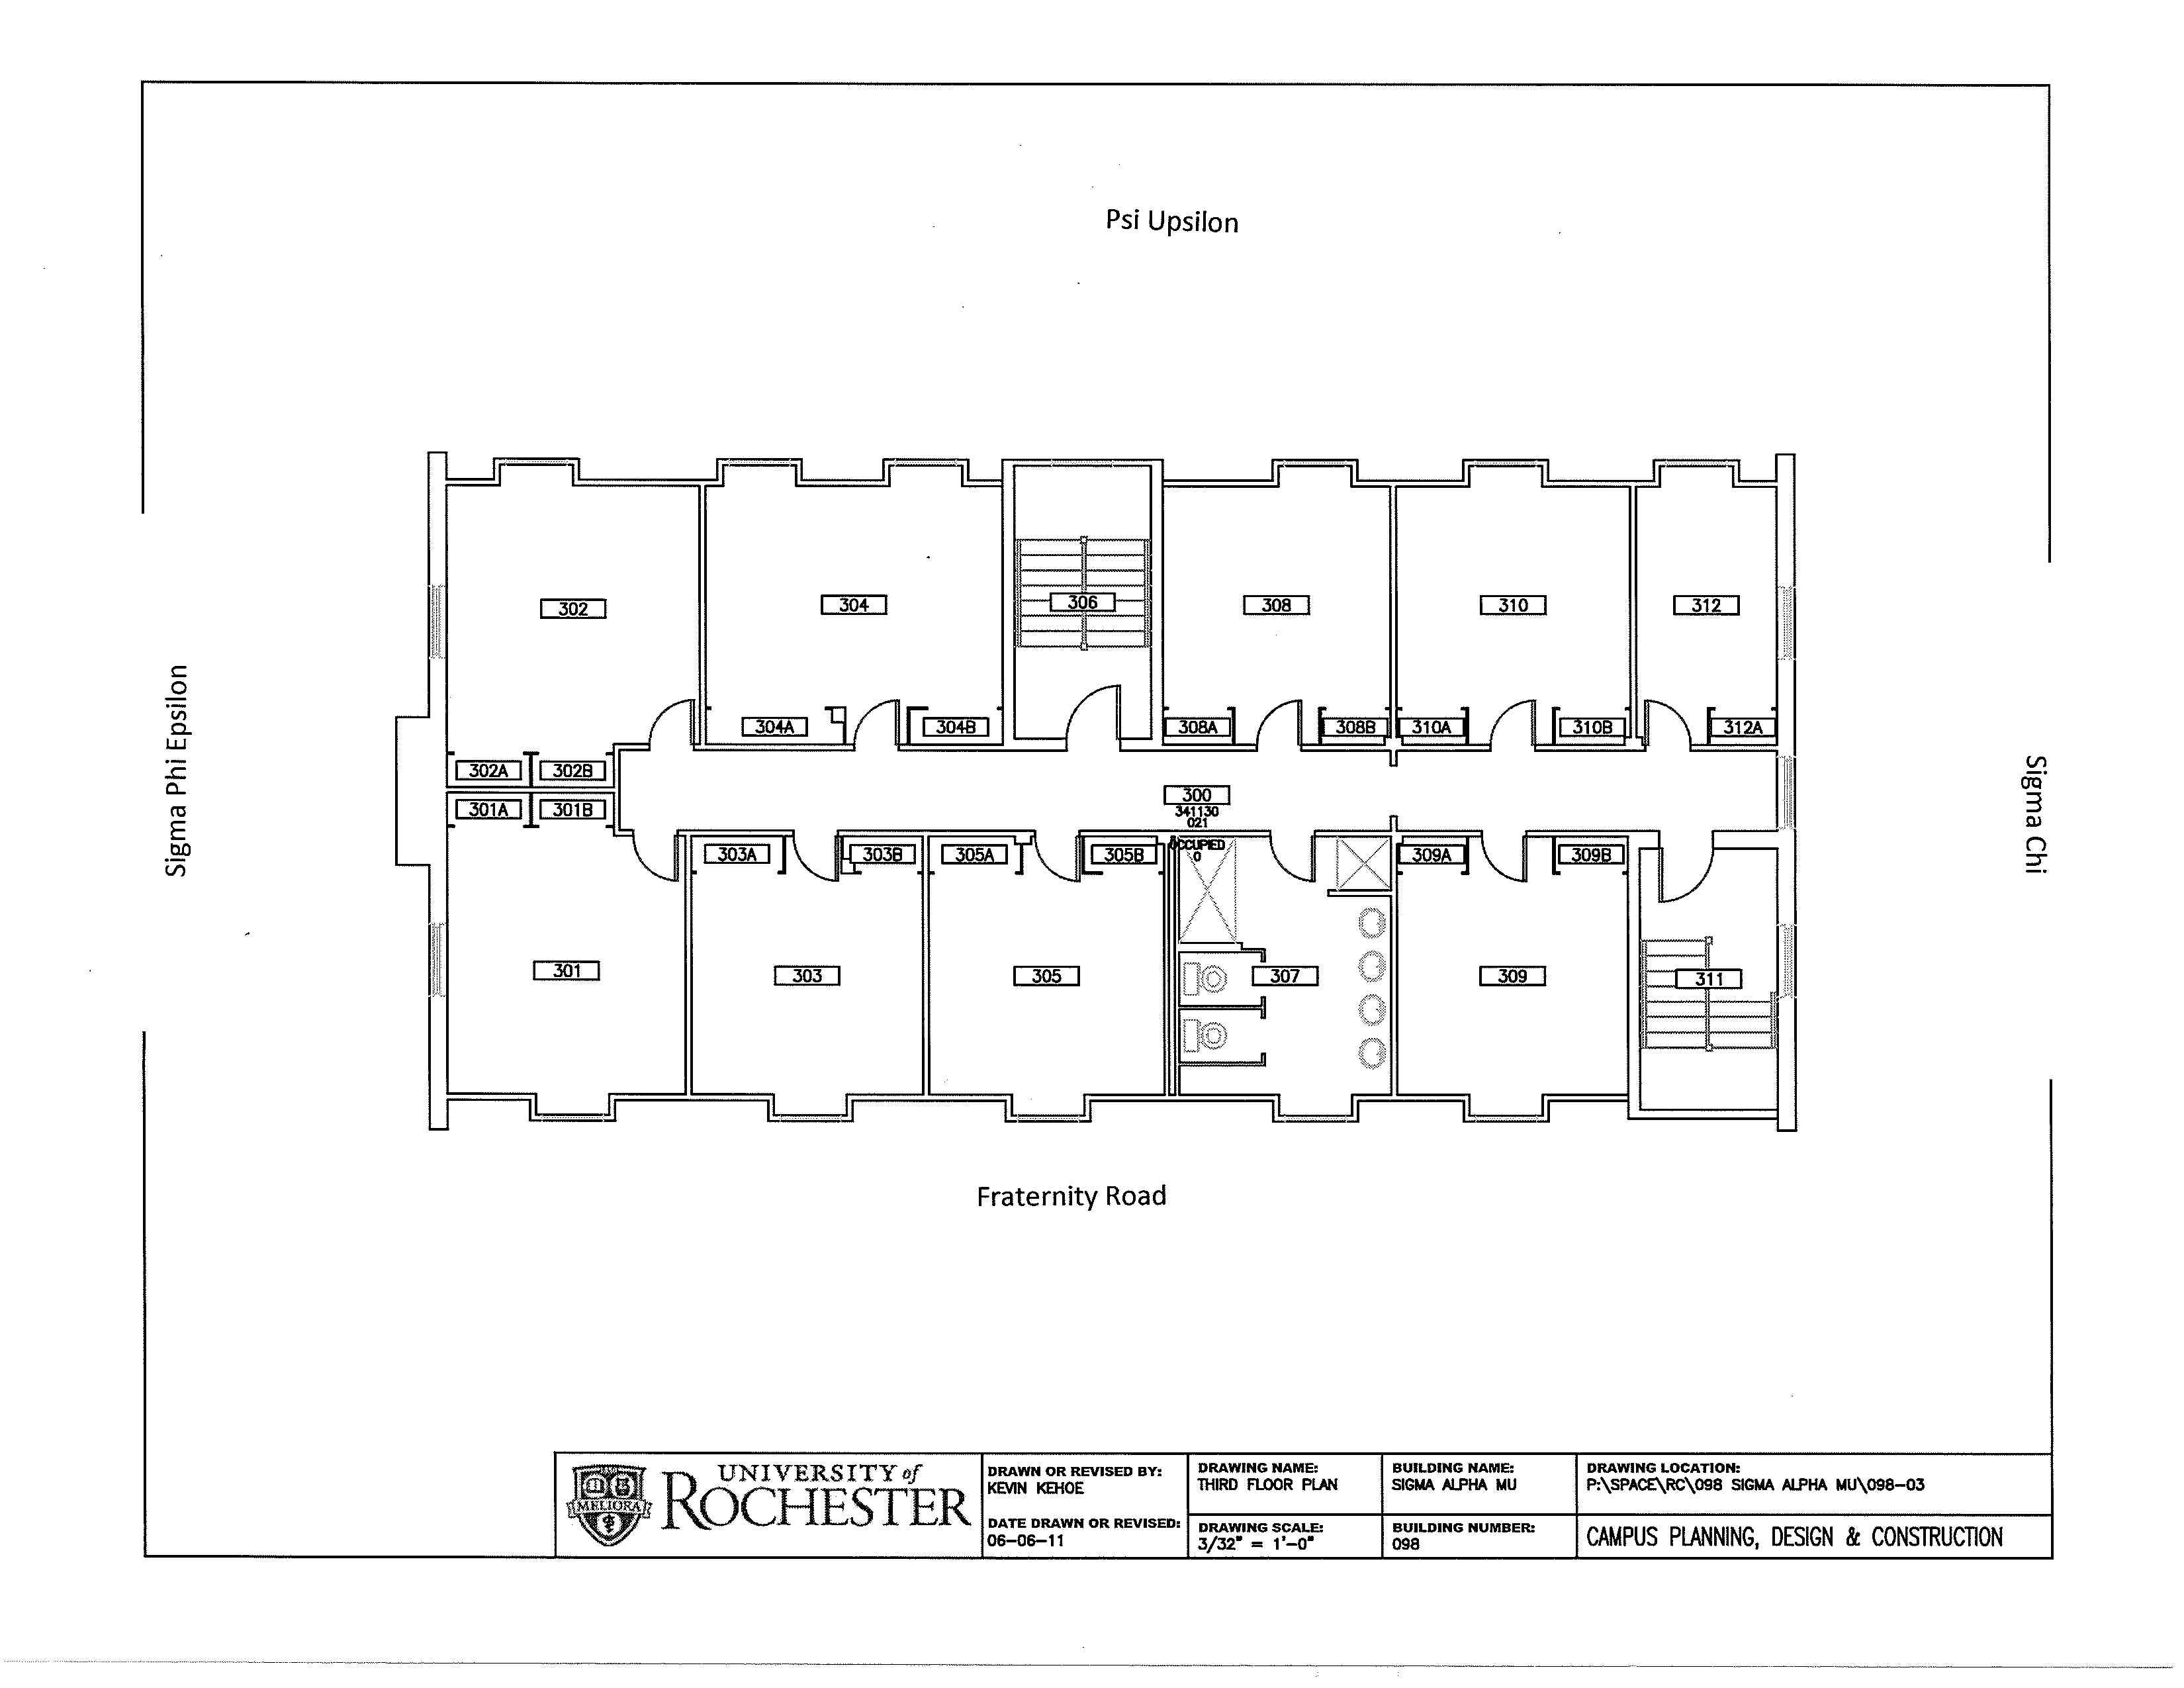 Psi Upsilon
Sigma Phi Epsilon
Sigma Chi
302
304
306
308
310
312
304A
304B
308A
308B
310A
310B
312A
302A
302B
301A
301B
300
341130
021
OCCUPIED
0
303A
303B
305A
305B
309A
309B
301
303
305
307
309
311
Fraternity Road
MELIORA
UNIVERSITY of
ROCHESTER
DRAWN OR REVISED BY:
KEVIN KEHOE
DATE DRAWN OR REVISED:
06-06-11
DRAWING NAME:
THIRD FLOOR PLAN
DRAWING SCALE:
3/32" = 1'-0"
BUILDING NAME:
SIGMA ALPHA MU
BUILDING NUMBER:
098
DRAWING LOCATION:
P:\SPACE\RC\098 SIGMA ALPHA MU\098-03
CAMPUS PLANNING, DESIGN & CONSTRUCTION